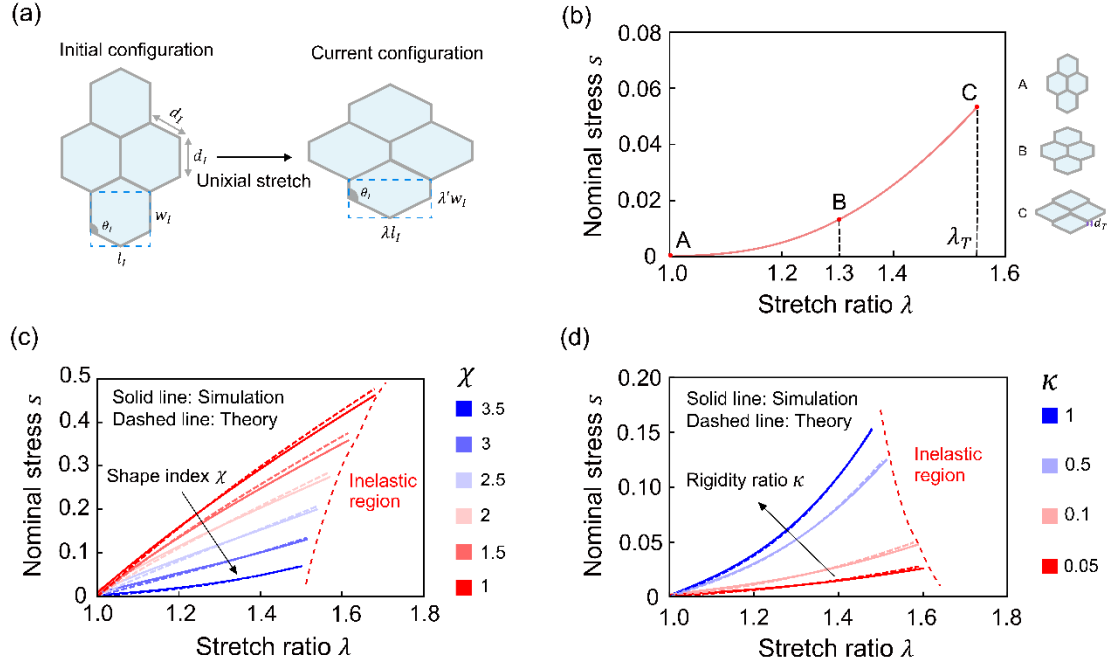 (a)
Initial configuration
Current configuration
d_I
d_I
Unixial stretch
θ_I
w_I
l_I
θ_I
λ'w_I
λl_I
(b)
Nominal stress s
0.08
0.06
0.04
0.02
0
A
B
C
λ_T
1.0
1.2
1.3
1.4
1.6
Stretch ratio λ
A
B
C
d_T
(c)
Nominal stress s
0.5
0.4
0.3
0.2
0.1
0
Solid line: Simulation
Dashed line: Theory
Shape index χ
Inelastic
region
1.0
1.2
1.4
1.6
1.8
Stretch ratio λ
χ
3.5
3
2.5
2
1.5
1
(d)
Nominal stress s
0.20
0.15
0.10
0.05
0
Solid line: Simulation
Dashed line: Theory
Rigidity ratio κ
Inelastic
region
1.0
1.2
1.4
1.6
1.8
Stretch ratio λ
κ
1
0.5
0.1
0.05